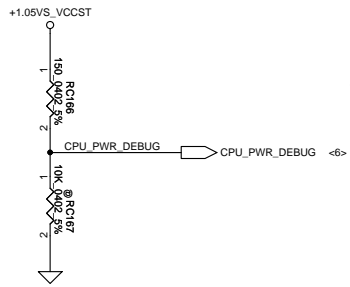 +1.05VS_VCCST
1
150_0402_5%
RC166
2
CPU_PWR_DEBUG
CPU_PWR_DEBUG <6>
1
10K_0402_5%
@ RC167
2